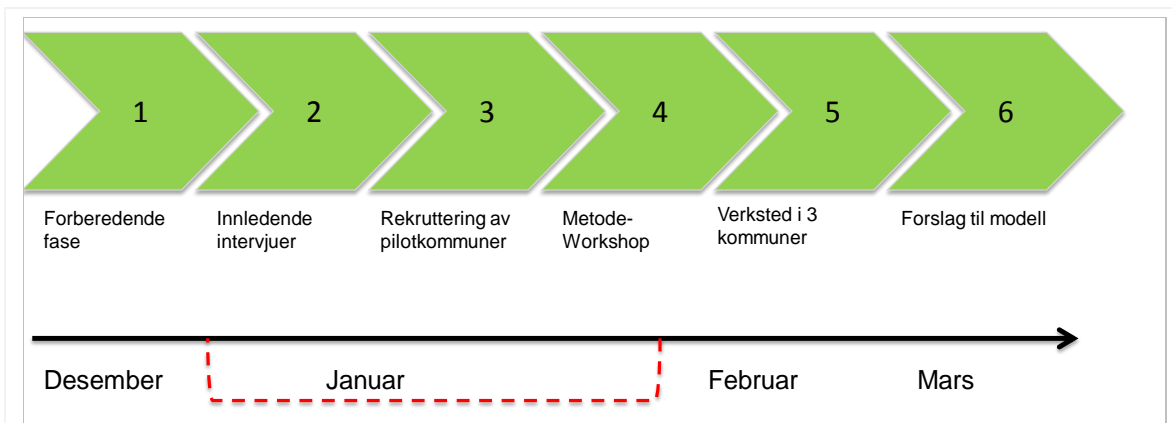 1 2 3 4 5 6
Forberedende
fase
Innledende
intervjuer
Rekruttering av
pilotkommuner
Metode-
Workshop
Verksted i 3
kommuner
Forslag til modell
Desember Januar Februar Mars